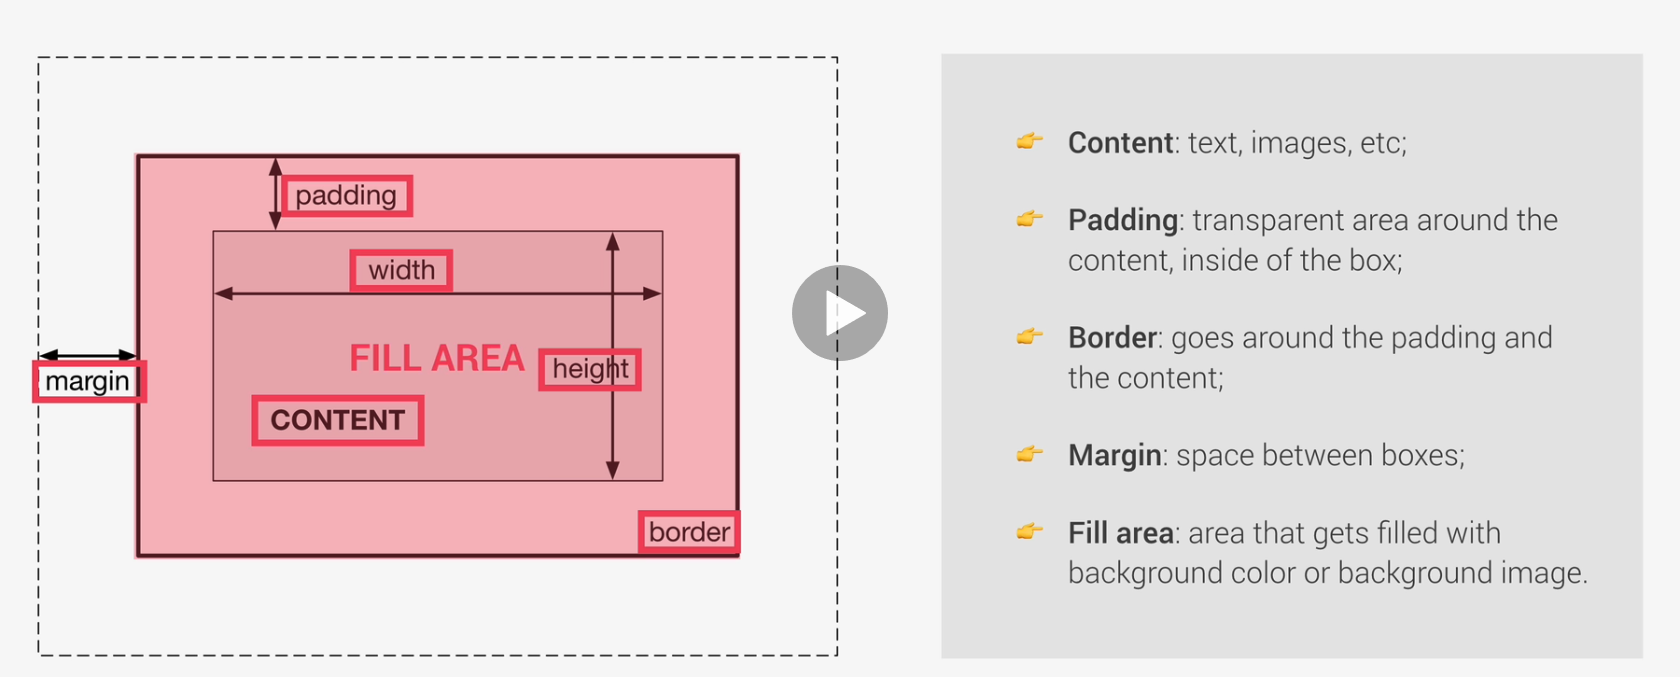 padding
width
FILL AREA
height
margin
CONTENT
border
Content: text, images, etc;
Padding: transparent area around the
content, inside of the box;
Border: goes around the padding and
the content;
Margin: space between boxes;
Fill area: area that gets filled with
background color or background image.